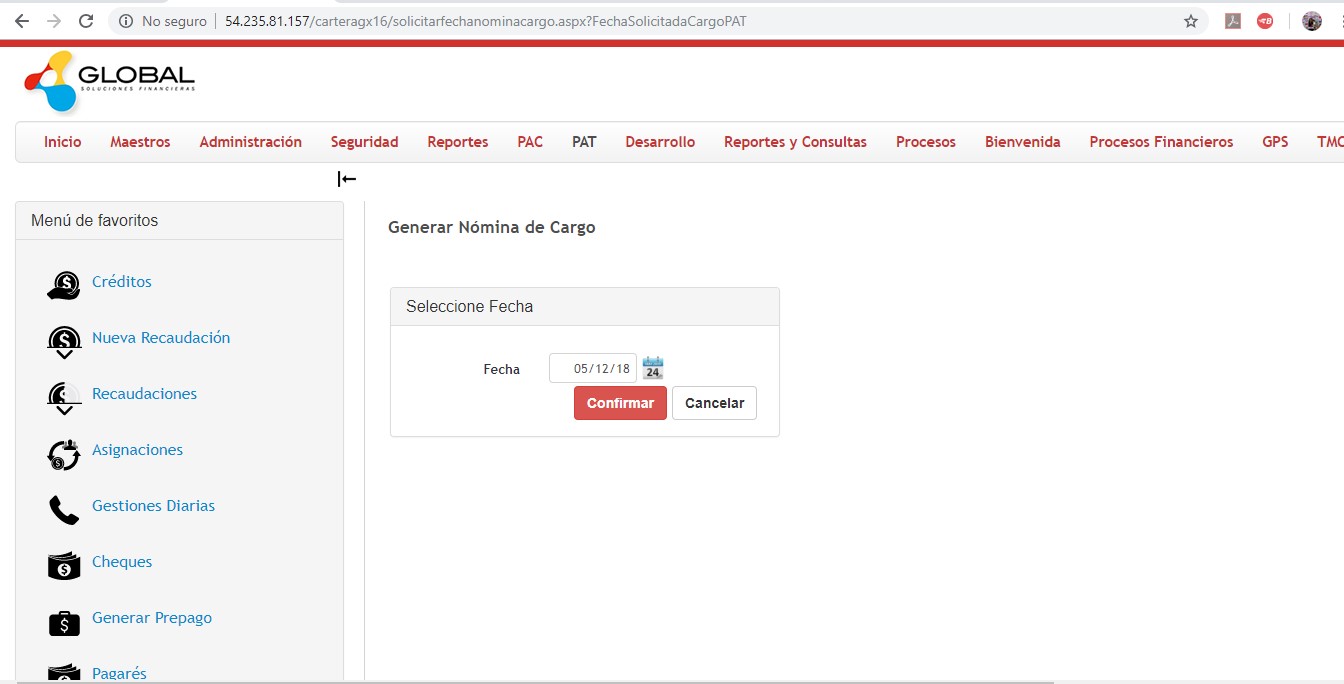 No seguro | 54.235.81.157/carteragx16/solicitarfechanominacargo.aspx?FechaSolicitadaCargoPAT
GLOBAL
SOLUCIONES FINANCIERAS
Inicio Maestros Administración Seguridad Reportes PAC PAT Desarrollo Reportes y Consultas Procesos Bienvenida Procesos Financieros GPS TMO
Menú de favoritos
Créditos
Nueva Recaudación
Recaudaciones
Asignaciones
Gestiones Diarias
Cheques
Generar Prepago
Pagarés
Generar Nómina de Cargo
Seleccione Fecha
Fecha 05/12/18 24
Confirmar Cancelar